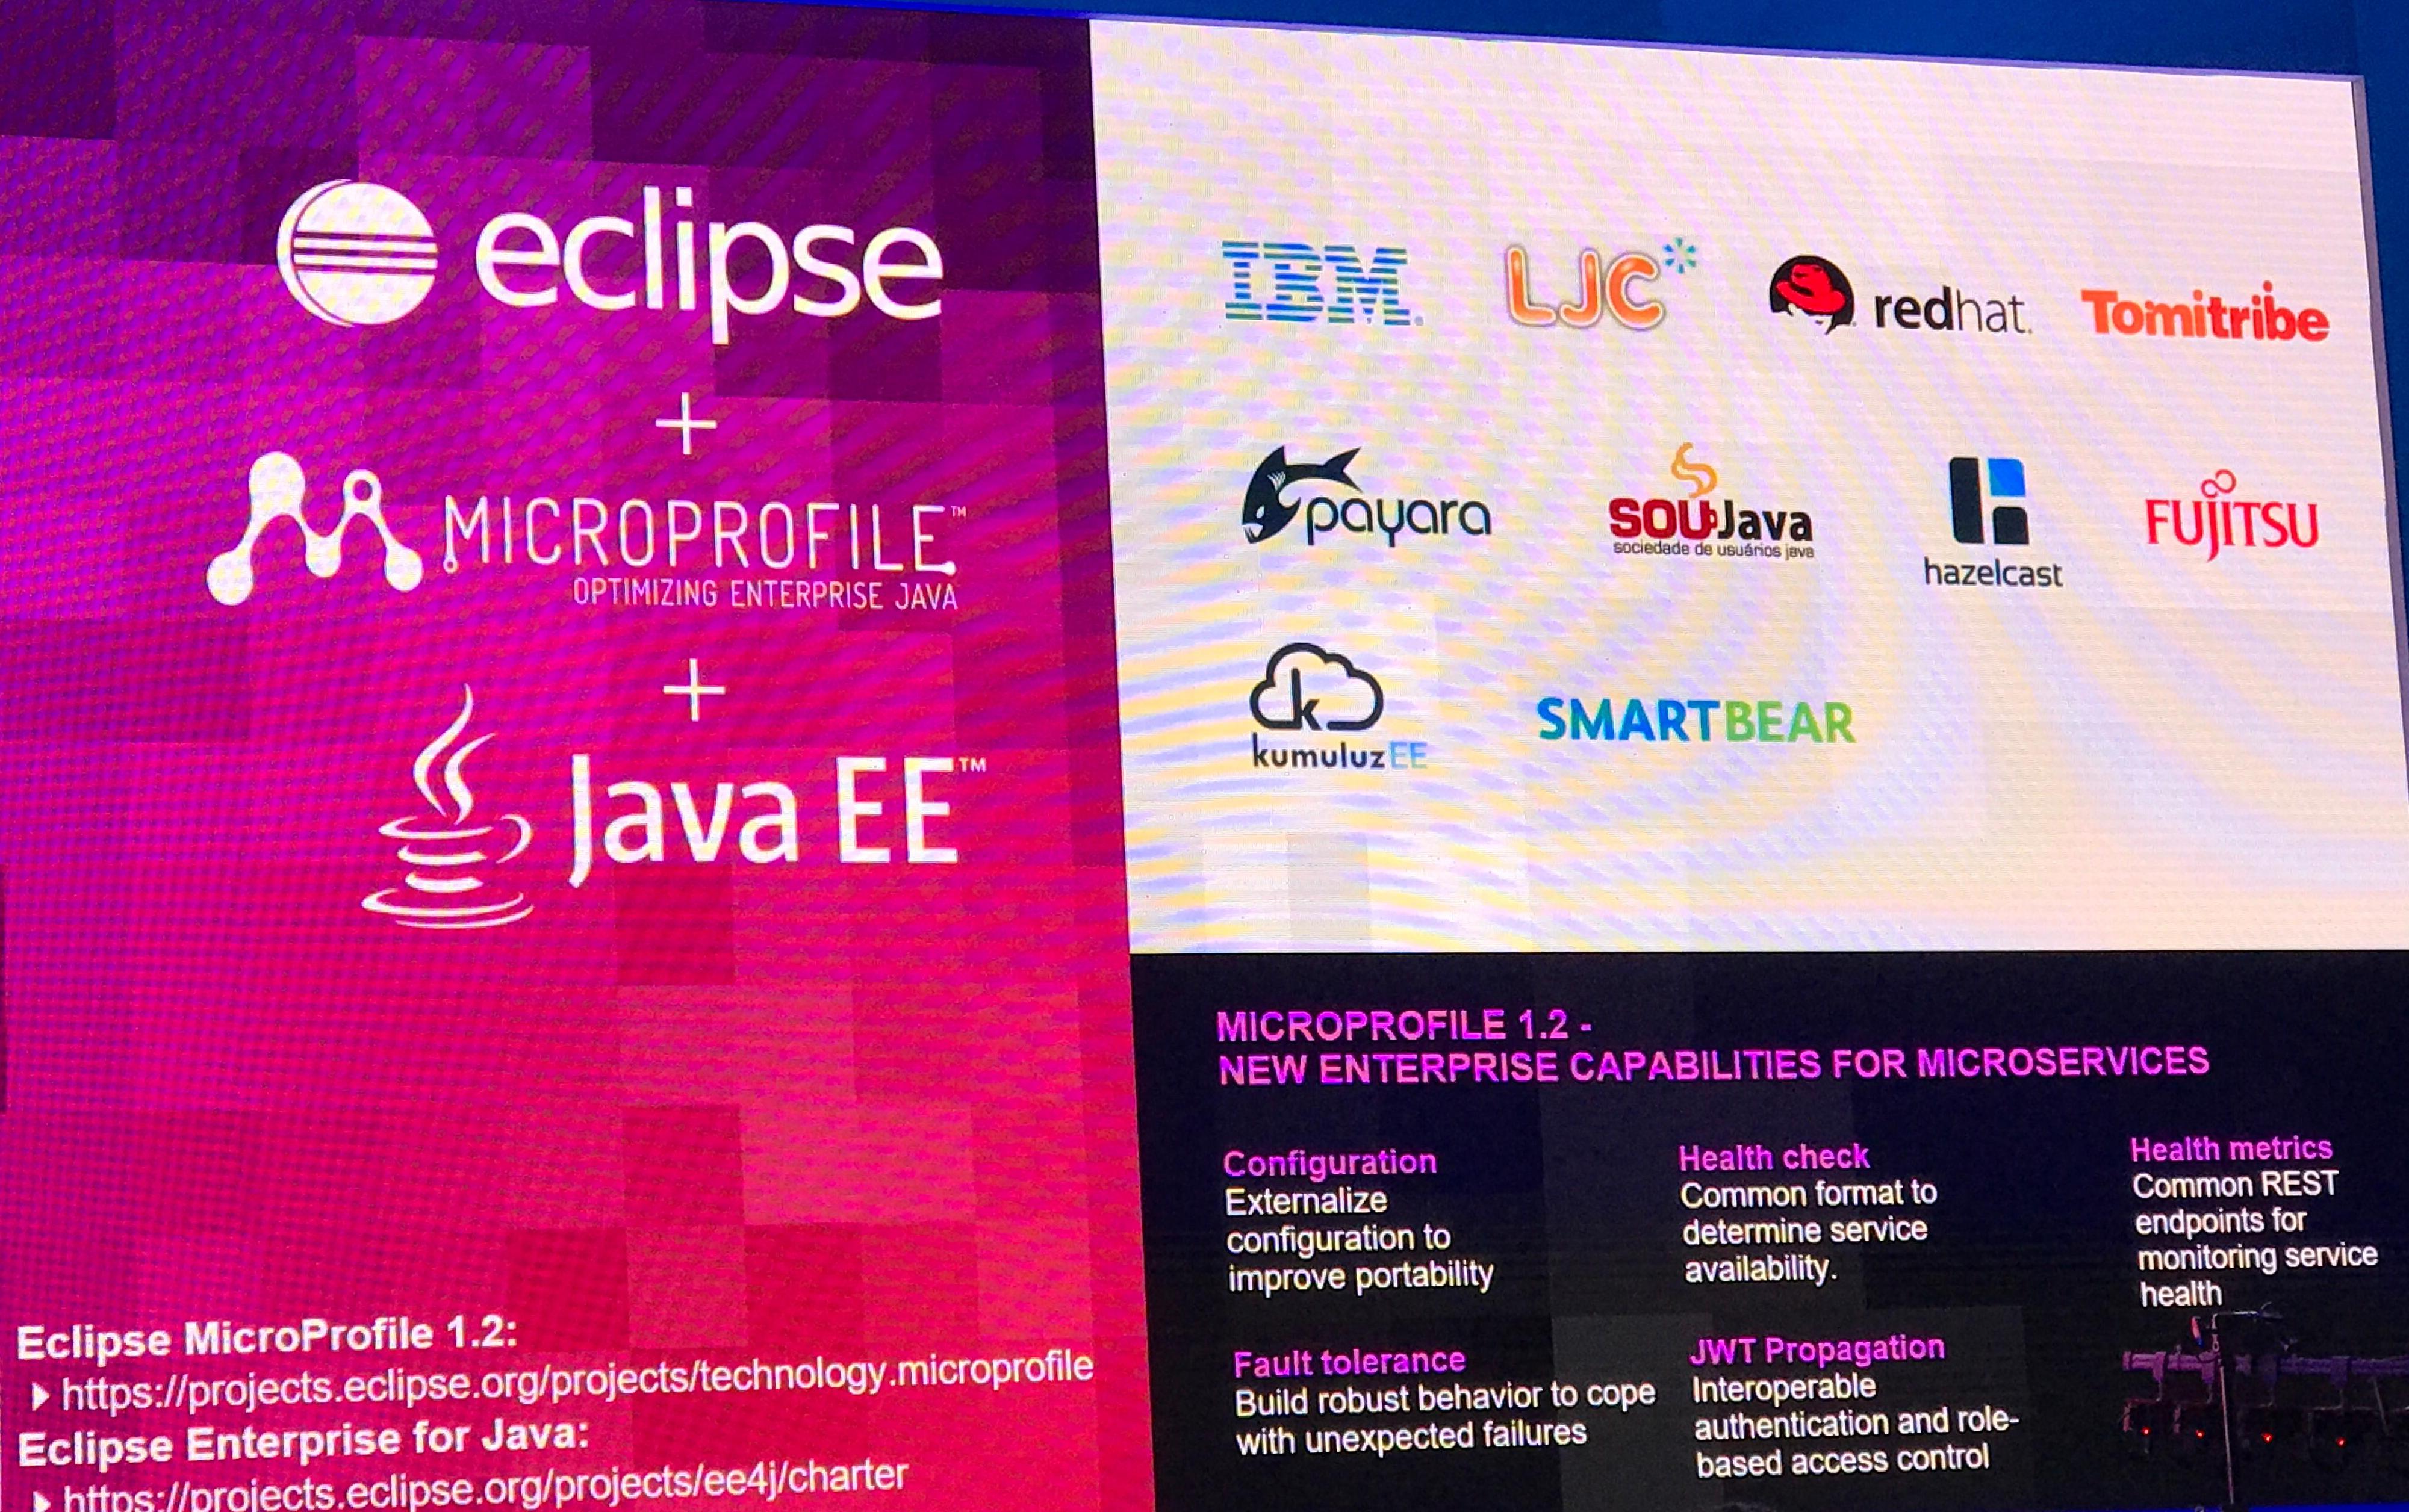 eclipse
+
MICROPROFILE™
OPTIMIZING ENTERPRISE JAVA
+
Java EE™
Eclipse MicroProfile 1.2:
https://projects.eclipse.org/projects/technology.microprofile
Eclipse Enterprise for Java:
https://projects.eclipse.org/projects/ee4j/charter
IBM®
LJC
redhat.
Tomitribe
payara
SOUJava
sociedade de usuários java
hazelcast
FUJITSU
k
kumuluzEE
SMARTBEAR
MICROPROFILE 1.2 -
NEW ENTERPRISE CAPABILITIES FOR MICROSERVICES
Configuration
Externalize
configuration to
improve portability
Health check
Common format to
determine service
availability.
Health metrics
Common REST
endpoints for
monitoring service
health
Fault tolerance
Build robust behavior to cope
with unexpected failures
JWT Propagation
Interoperable
authentication and role-
based access control